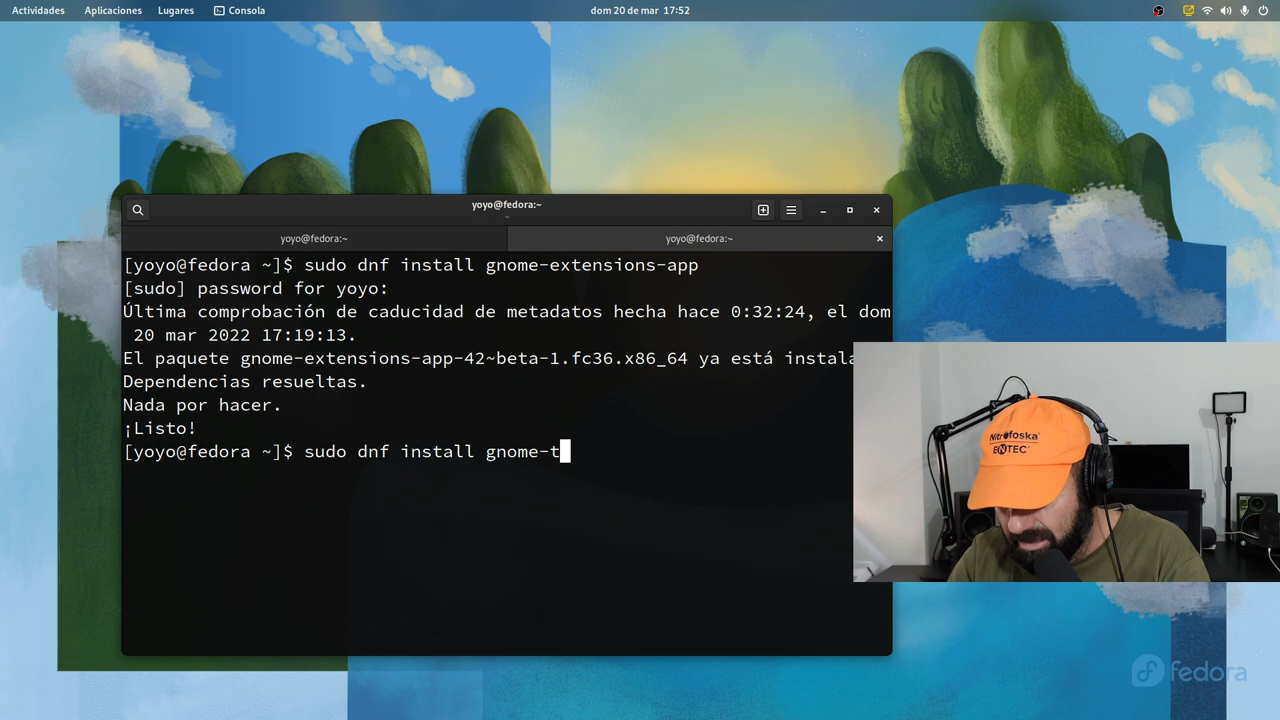 Actividades Aplicaciones Lugares Consola dom 20 de mar 17:52
yoyo@fedora:~
~
yoyo@fedora:~ yoyo@fedora:~
[yoyo@fedora ~]$ sudo dnf install gnome-extensions-app
[sudo] password for yoyo:
Última comprobación de caducidad de metadatos hecha hace 0:32:24, el dom
20 mar 2022 17:19:13.
El paquete gnome-extensions-app-42~beta-1.fc36.x86_64 ya está instala
Dependencias resueltas.
Nada por hacer.
¡Listo!
[yoyo@fedora ~]$ sudo dnf install gnome-t
Nitrofoska
ENTEC
fedora